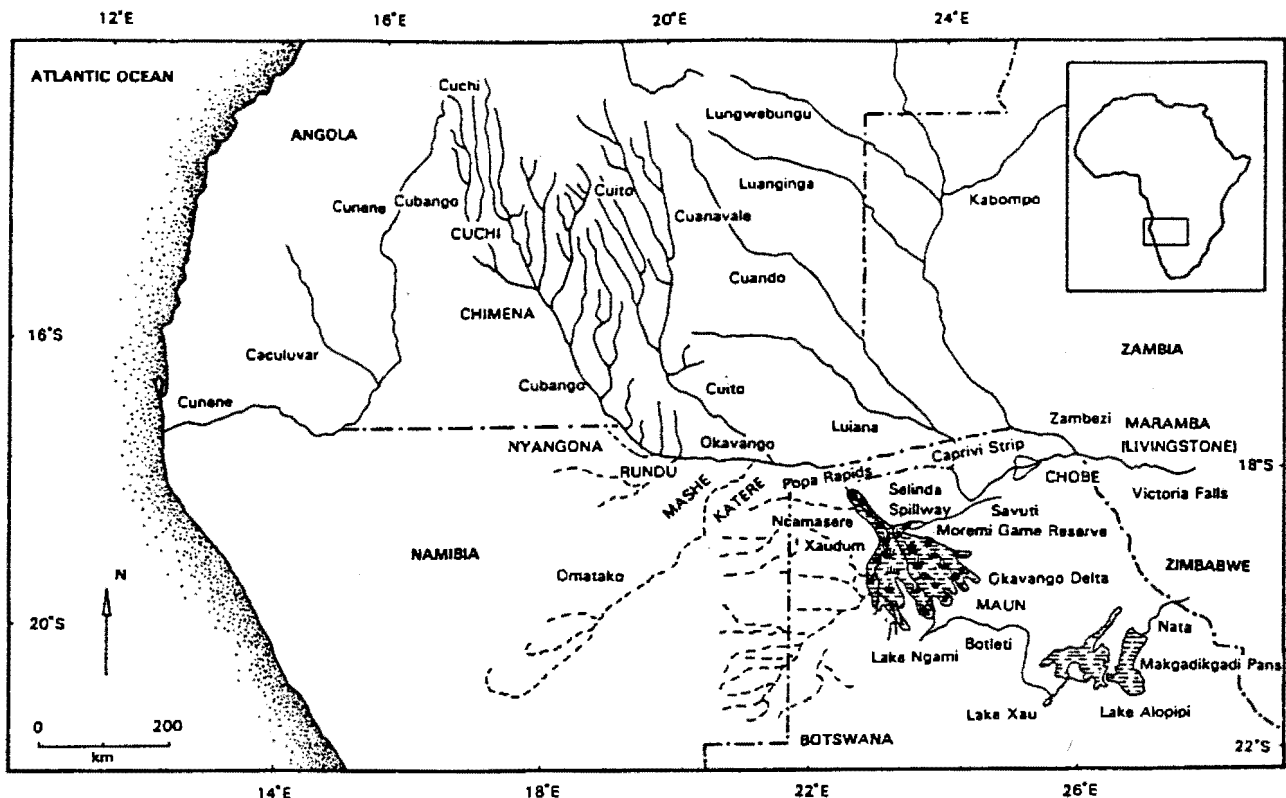 12°E 16°E 20°E 24°E
ATLANTIC OCEAN
Cuchi
Lungwebungu
ANGOLA
Luanginga
Kabompo
Cuito
Cunene
Cubango
Cuanavale
CUCHI
Cuando
CHIMENA
16°S
ZAMBIA
Caculuvar
Cubango
Cuito
Cunene
Luiana
Zambezi
MARAMBA
(LIVINGSTONE)
NYANGONA
Okavango
Caprivi Strip
18°S
RUNDU
Popa Rapids
CHOBE
MASHE
KATERE
Selinda
Spillway
Savuti
Victoria Falls
Ncamasere
Moremi Game Reserve
Xaudum
NAMIBIA
Omatako
Okavango Delta
ZIMBABWE
N
MAUN
20°S
Nata
Botleti
Lake Ngami
Makgadikgadi Pans
Lake Xau
Lake Alopipi
0 200
km
BOTSWANA
22°S
14°E 18°E 22°E 26°E